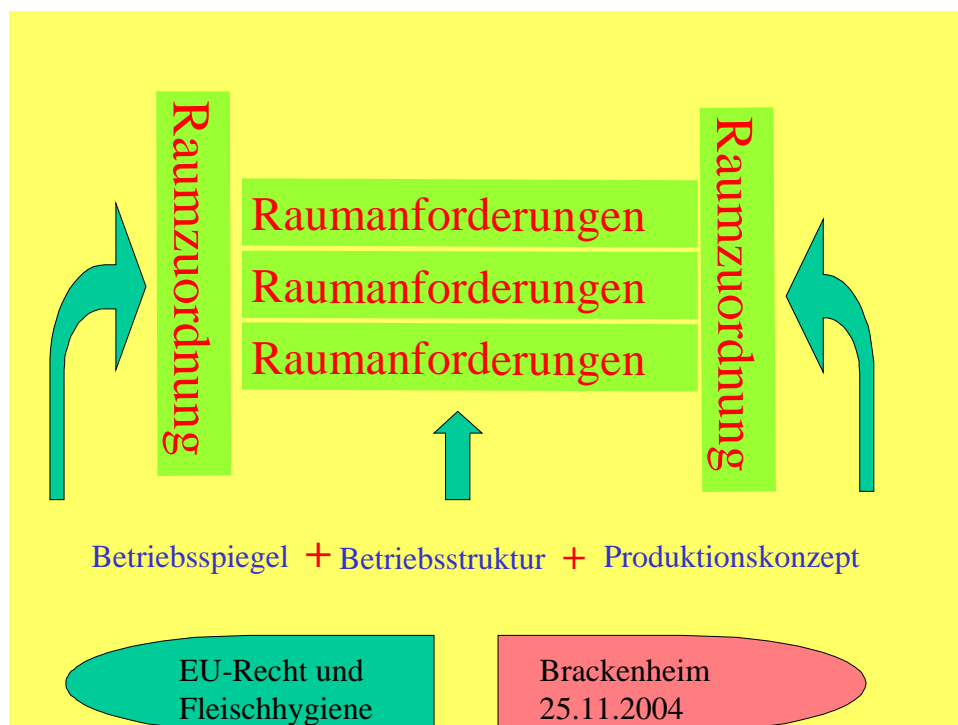 Raumzuordnung
Raumanforderungen
Raumanforderungen
Raumanforderungen
Raumzuordnung
Betriebsspiegel + Betriebsstruktur + Produktionskonzept
EU-Recht und
Fleischhygiene
Brackenheim
25.11.2004